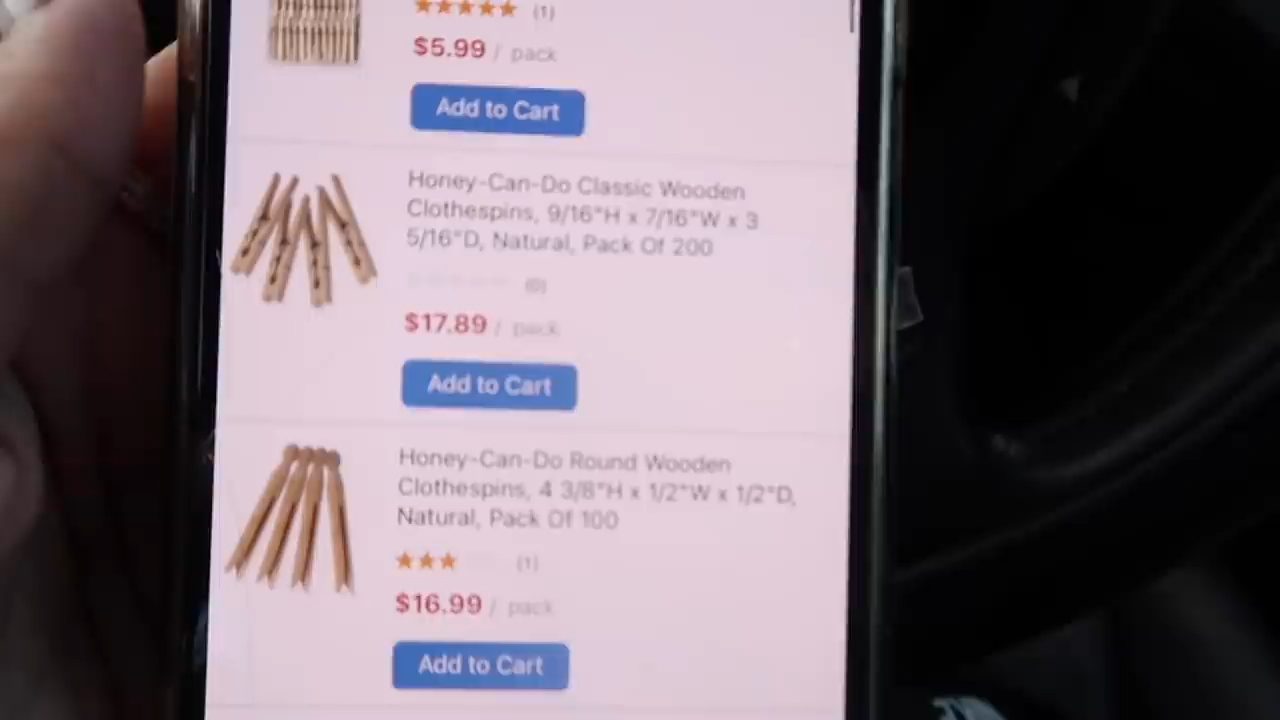 (1)
$5.99 / pack
Add to Cart
Honey-Can-Do Classic Wooden
Clothespins, 9/16"H x 7/16"W x 3
5/16"D, Natural, Pack Of 200
(0)
$17.89 / pack
Add to Cart
Honey-Can-Do Round Wooden
Clothespins, 4 3/8"H x 1/2"W x 1/2"D,
Natural, Pack Of 100
(1)
$16.99 / pack
Add to Cart